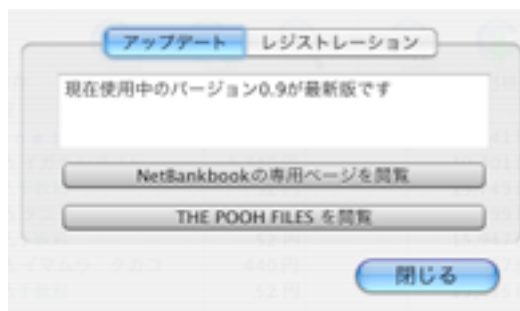 アップデート
レジストレーション
現在使用中のバージョン0.9が最新版です
NetBankbookの専用ページを閲覧
THE POOH FILES を閲覧
閉じる